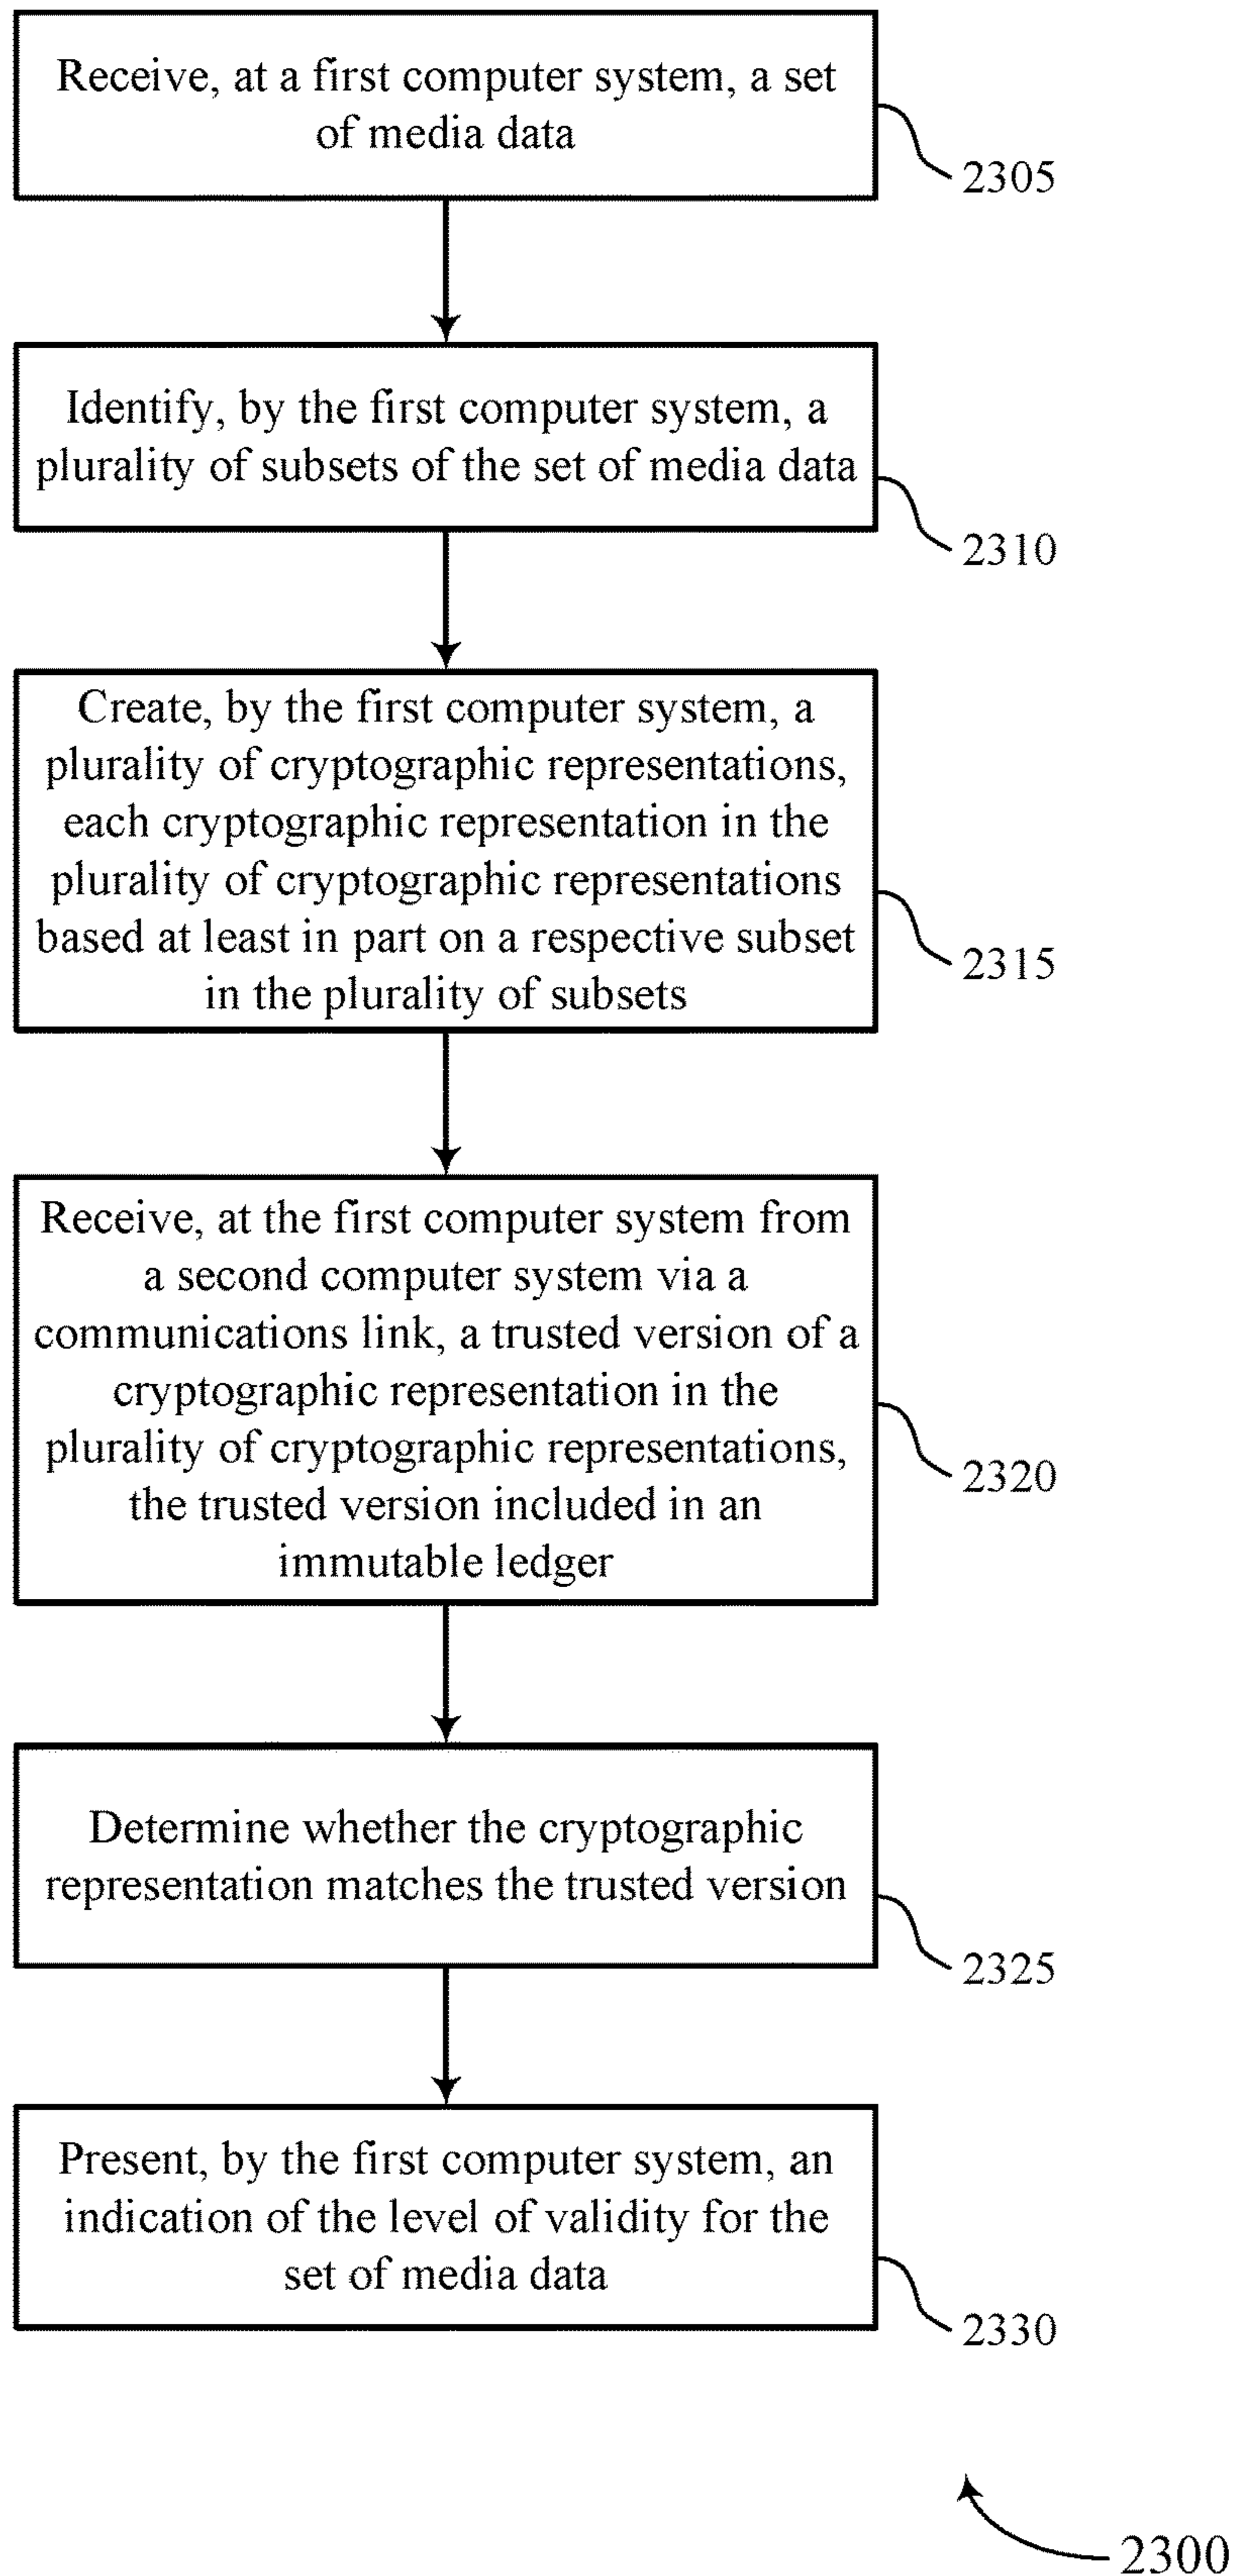 Receive, at a first computer system, a set
of media data
2305
Identify, by the first computer system, a
plurality of subsets of the set of media data
2310
Create, by the first computer system, a
plurality of cryptographic representations,
each cryptographic representation in the
plurality of cryptographic representations
based at least in part on a respective subset
in the plurality of subsets
2315
Receive, at the first computer system from
a second computer system via a
communications link, a trusted version of a
cryptographic representation in the
plurality of cryptographic representations,
the trusted version included in an
immutable ledger
2320
Determine whether the cryptographic
representation matches the trusted version
2325
Present, by the first computer system, an
indication of the level of validity for the
set of media data
2330
2300